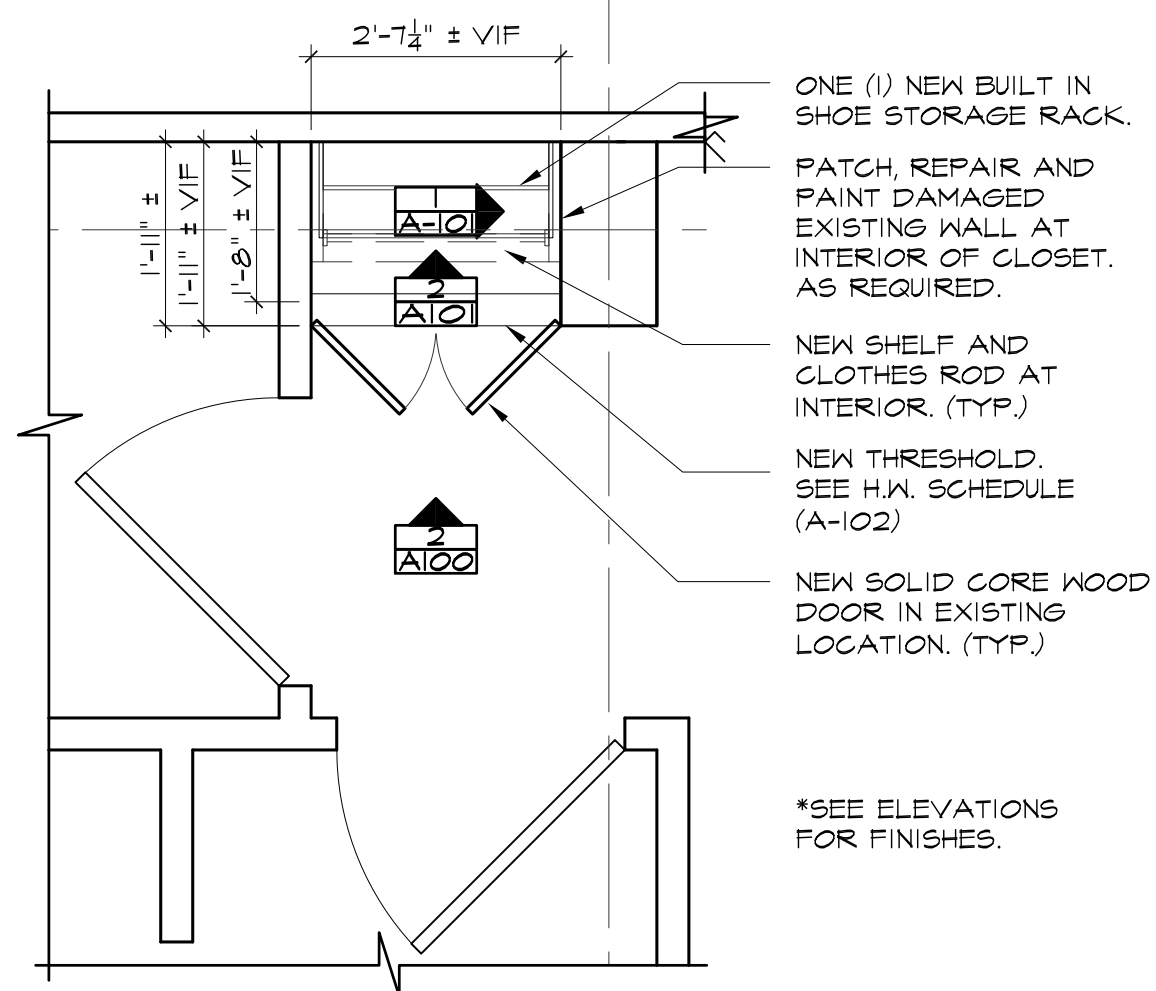 2'-7 1/4" ± VIF
ONE (1) NEW BUILT IN
SHOE STORAGE RACK.
PATCH, REPAIR AND
PAINT DAMAGED
EXISTING WALL AT
INTERIOR OF CLOSET.
AS REQUIRED.
1'-11" ±
1'-11" ± VIF
1'-8" ± VIF
1
A-101
2
A101
NEW SHELF AND
CLOTHES ROD AT
INTERIOR. (TYP.)
NEW THRESHOLD.
SEE H.W. SCHEDULE
(A-102)
2
A100
NEW SOLID CORE WOOD
DOOR IN EXISTING
LOCATION. (TYP.)
*SEE ELEVATIONS
FOR FINISHES.